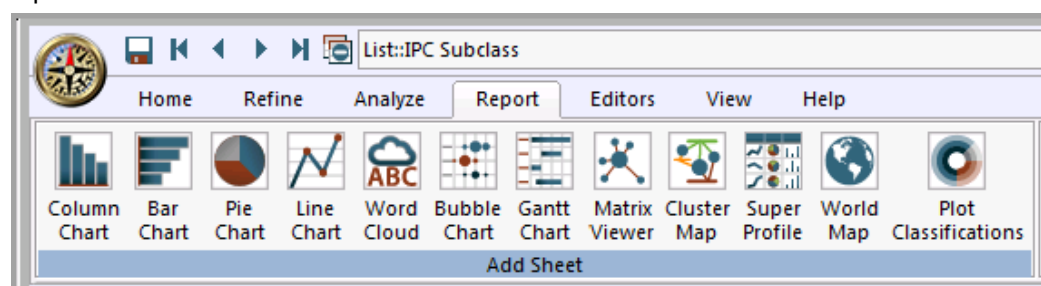 List::IPC Subclass
Home Refine Analyze Report Editors View Help
ABC
Column Chart Bar Chart Pie Chart Line Chart Word Cloud Bubble Chart Gantt Chart Matrix Viewer Cluster Map Super Profile World Map Plot Classifications
Add Sheet